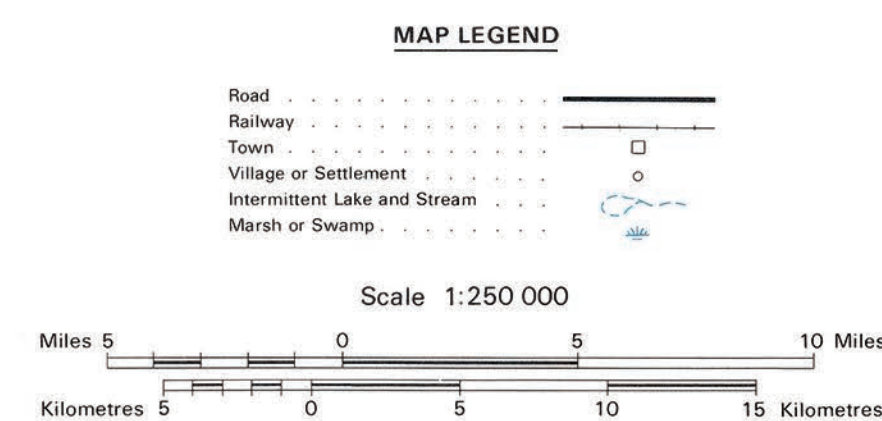 MAP LEGEND
Road . . . . . . . . . . . .
Railway . . . . . . . . . . .
Town . . . . . . . . . . . .
Village or Settlement . . . . . .
Intermittent Lake and Stream . . .
Marsh or Swamp . . . . . . . .
Scale 1:250 000
Miles 5 0 5 10 Miles
Kilometres 5 0 5 10 15 Kilometres